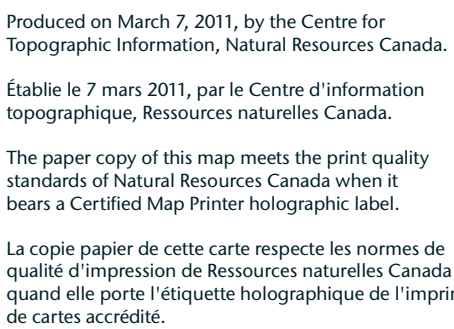 Produced on March 7, 2011, by the Centre for
Topographic Information, Natural Resources Canada.
Établie le 7 mars 2011, par le Centre d'information
topographique, Ressources naturelles Canada.
The paper copy of this map meets the print quality
standards of Natural Resources Canada when it
bears a Certified Map Printer holographic label.
La copie papier de cette carte respecte les normes de
qualité d'impression de Ressources naturelles Canada
quand elle porte l'étiquette holographique de
de cartes accrédité.